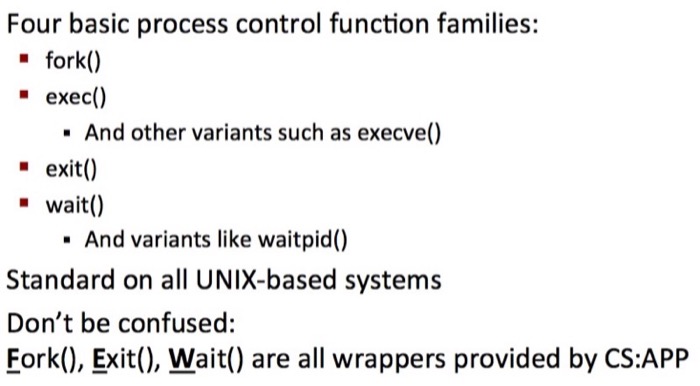 Four basic process control function families:
▪ fork()
▪ exec()
▪ And other variants such as execve()
▪ exit()
▪ wait()
▪ And variants like waitpid()
Standard on all UNIX-based systems
Don’t be confused:
Fork(), Exit(), Wait() are all wrappers provided by CS:APP